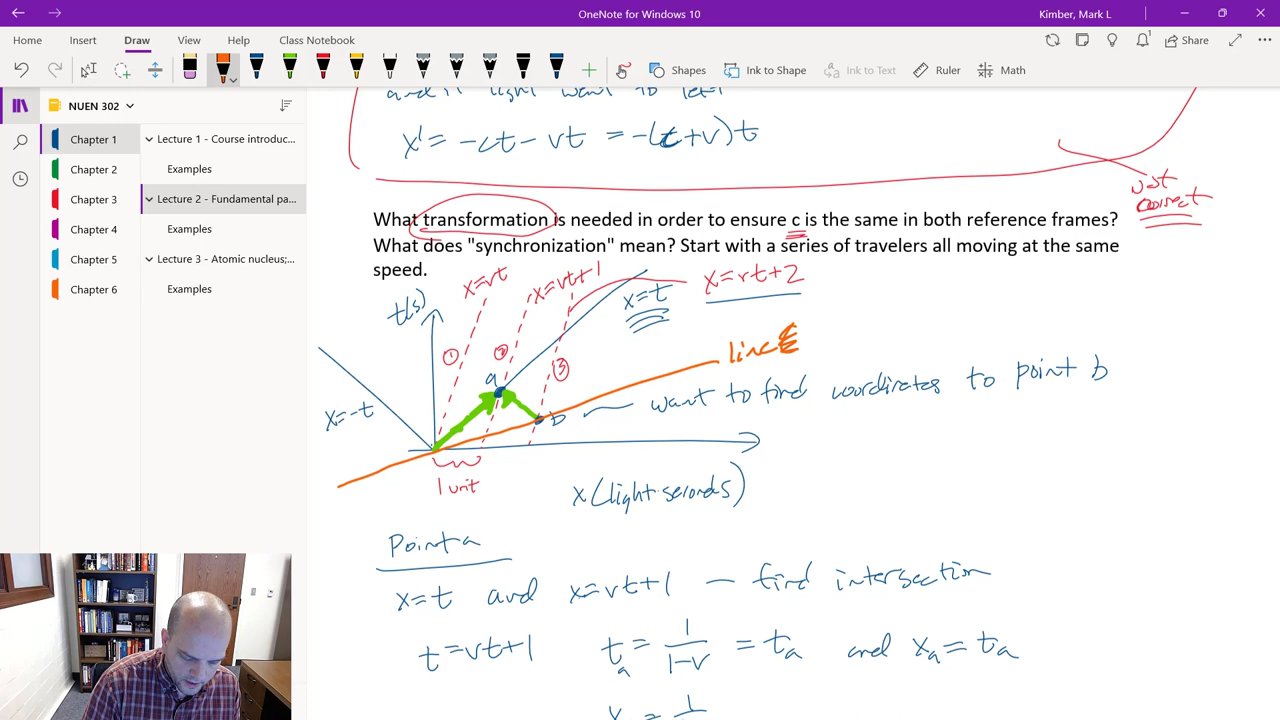 OneNote for Windows 10
Kimber, Mark L
Home Insert Draw View Help Class Notebook
Share
Shapes Ink to Shape Ink to Text Ruler Math
NUEN 302
Chapter 1
Chapter 2
Chapter 3
Chapter 4
Chapter 5
Chapter 6
Lecture 1 - Course introduc...
Examples
Lecture 2 - Fundamental pa...
Examples
Lecture 3 - Atomic nucleus;...
Examples
x' = -ct - vt = -(c+v)t
not
correct
What transformation is needed in order to ensure c is the same in both reference frames?
What does "synchronization" mean? Start with a series of travelers all moving at the same
speed.
x=vt
x=vt+1
x=vt+2
t(s)
x=t
① ② ③
line
a
x=-t
b
want to find coordinates to point b
1 unit
x (light-seconds)
Point a
x=t and x=vt+1 — find intersection
t=vt+1 t_a = 1/(1-v) = t_a and x_a = t_a